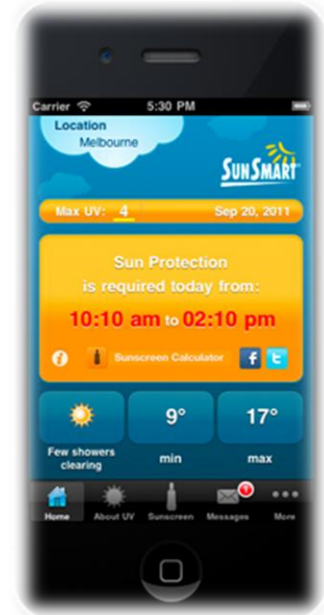 Carrier 5:30 PM
Location
Melbourne
SUNSMART
Max UV: 4 Sep 20, 2011
Sun Protection
is required today from:
10:10 am to 02:10 pm
i Sunscreen Calculator f t
9° 17°
Few showers
clearing
min max
1
Home About UV Sunscreen Messages More